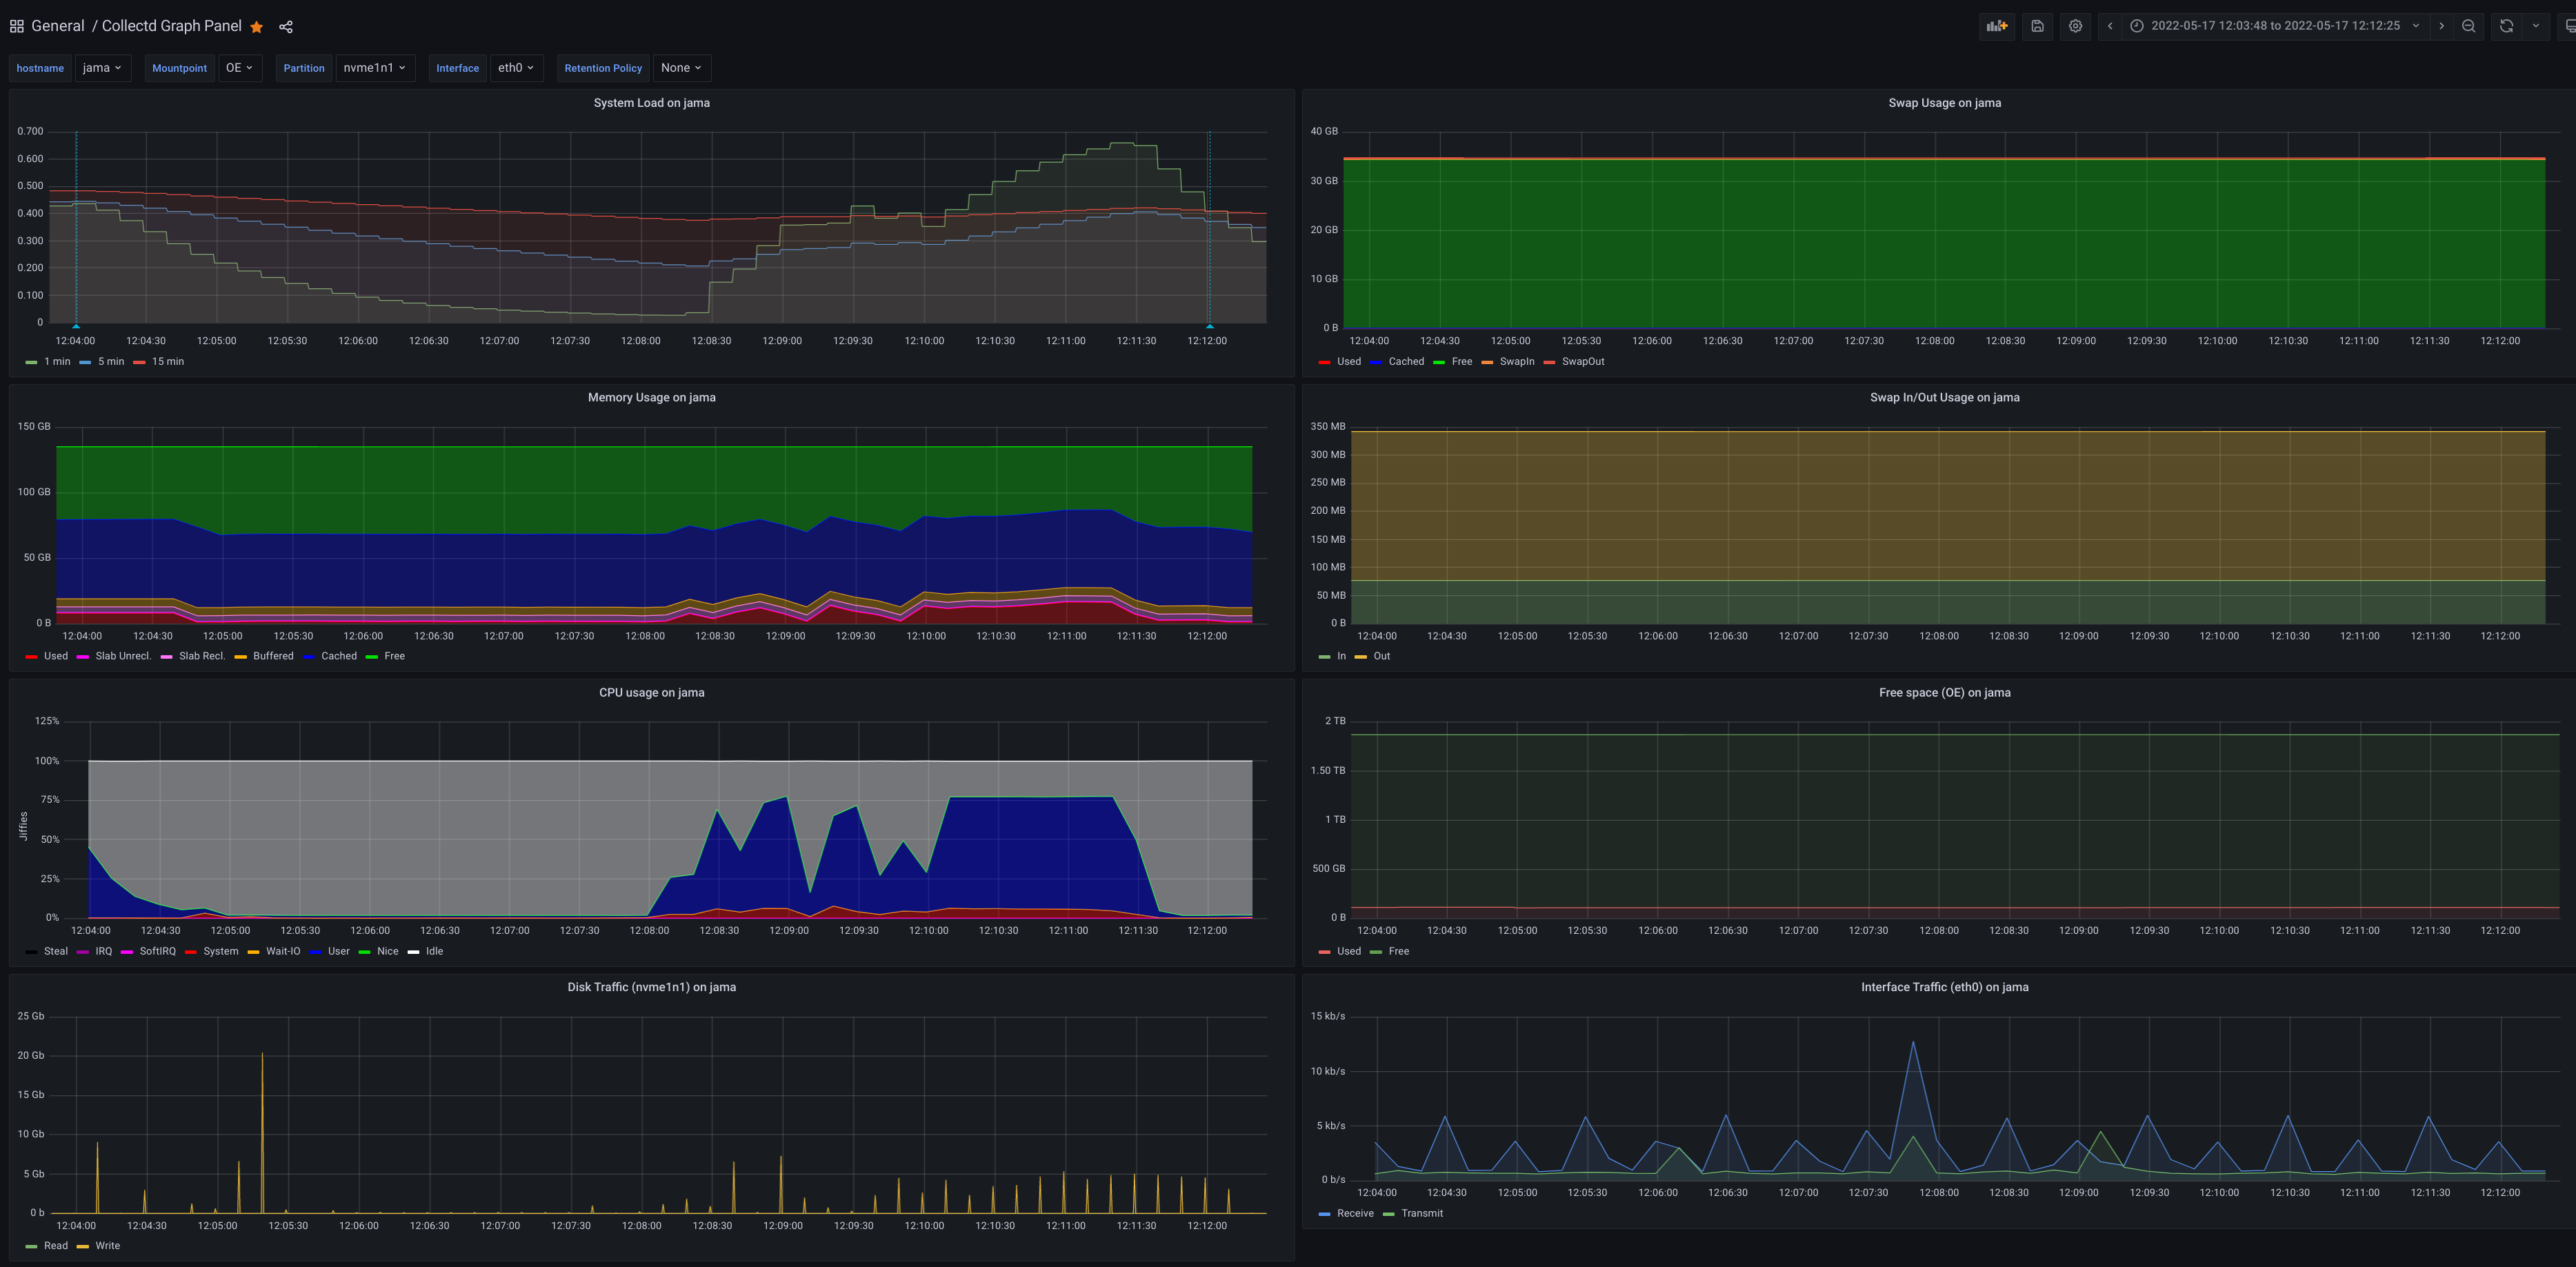 General / Collectd Graph Panel
2022-05-17 12:03:48 to 2022-05-17 12:12:25
hostname jama Mountpoint OE Partition nvme1n1 Interface eth0 Retention Policy None
System Load on jama
0.700
0.600
0.500
0.400
0.300
0.200
0.100
0
12:04:00 12:04:30 12:05:00 12:05:30 12:06:00 12:06:30 12:07:00 12:07:30 12:08:00 12:08:30 12:09:00 12:09:30 12:10:00 12:10:30 12:11:00 12:11:30 12:12:00
1 min 5 min 15 min
Swap Usage on jama
40 GB
30 GB
20 GB
10 GB
0 B
12:04:00 12:04:30 12:05:00 12:05:30 12:06:00 12:06:30 12:07:00 12:07:30 12:08:00 12:08:30 12:09:00 12:09:30 12:10:00 12:10:30 12:11:00 12:11:30 12:12:00
Used Cached Free SwapIn SwapOut
Memory Usage on jama
150 GB
100 GB
50 GB
0 B
12:04:00 12:04:30 12:05:00 12:05:30 12:06:00 12:06:30 12:07:00 12:07:30 12:08:00 12:08:30 12:09:00 12:09:30 12:10:00 12:10:30 12:11:00 12:11:30 12:12:00
Used Slab Unrecl. Slab Recl. Buffered Cached Free
Swap In/Out Usage on jama
350 MB
300 MB
250 MB
200 MB
150 MB
100 MB
50 MB
0 B
12:04:00 12:04:30 12:05:00 12:05:30 12:06:00 12:06:30 12:07:00 12:07:30 12:08:00 12:08:30 12:09:00 12:09:30 12:10:00 12:10:30 12:11:00 12:11:30 12:12:00
In Out
CPU usage on jama
Jiffies
125%
100%
75%
50%
25%
0%
12:04:00 12:04:30 12:05:00 12:05:30 12:06:00 12:06:30 12:07:00 12:07:30 12:08:00 12:08:30 12:09:00 12:09:30 12:10:00 12:10:30 12:11:00 12:11:30 12:12:00
Steal IRQ SoftIRQ System Wait-IO User Nice Idle
Free space (OE) on jama
2 TB
1.50 TB
1 TB
500 GB
0 B
12:04:00 12:04:30 12:05:00 12:05:30 12:06:00 12:06:30 12:07:00 12:07:30 12:08:00 12:08:30 12:09:00 12:09:30 12:10:00 12:10:30 12:11:00 12:11:30 12:12:00
Used Free
Disk Traffic (nvme1n1) on jama
25 Gb
20 Gb
15 Gb
10 Gb
5 Gb
0 b
12:04:00 12:04:30 12:05:00 12:05:30 12:06:00 12:06:30 12:07:00 12:07:30 12:08:00 12:08:30 12:09:00 12:09:30 12:10:00 12:10:30 12:11:00 12:11:30 12:12:00
Read Write
Interface Traffic (eth0) on jama
15 kb/s
10 kb/s
5 kb/s
0 b/s
12:04:00 12:04:30 12:05:00 12:05:30 12:06:00 12:06:30 12:07:00 12:07:30 12:08:00 12:08:30 12:09:00 12:09:30 12:10:00 12:10:30 12:11:00 12:11:30 12:12:00
Receive Transmit